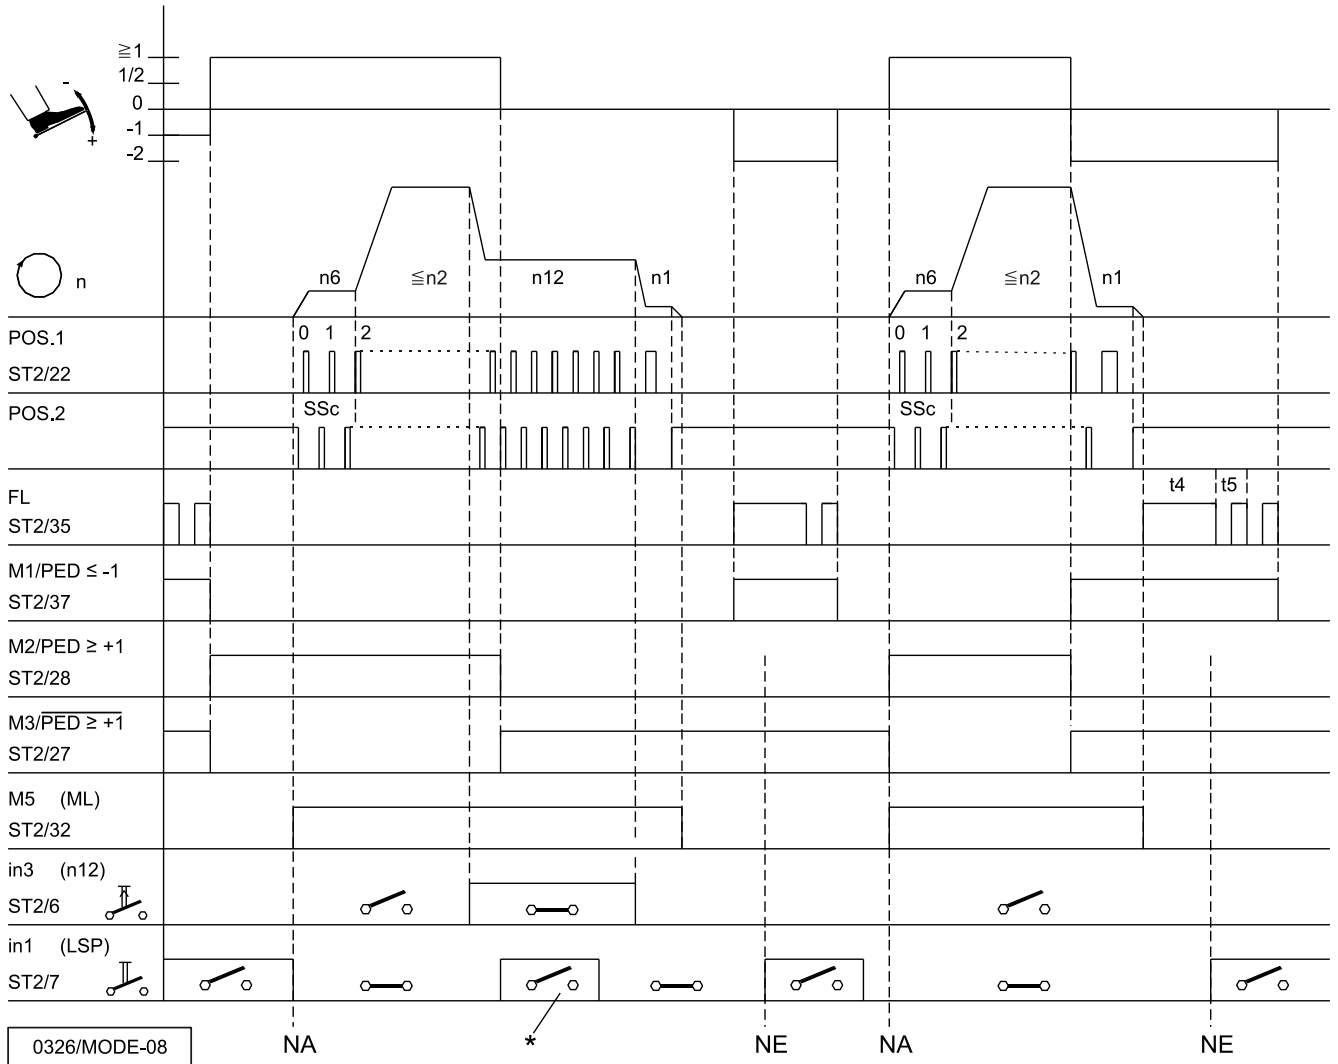 ≧1
1/2
0
-1
-2
-
+
n
n6
≦n2
n12
n1
n6
≦n2
n1
POS.1
ST2/22
0 1 2
0 1 2
POS.2
SSc
SSc
FL
ST2/35
t4 t5
M1/PED ≤ -1
ST2/37
M2/PED ≥ +1
ST2/28
M3/PED ≥ +1
ST2/27
M5 (ML)
ST2/32
in3 (n12)
ST2/6
in1 (LSP)
ST2/7
0326/MODE-08
NA
*
NE
NA
NE